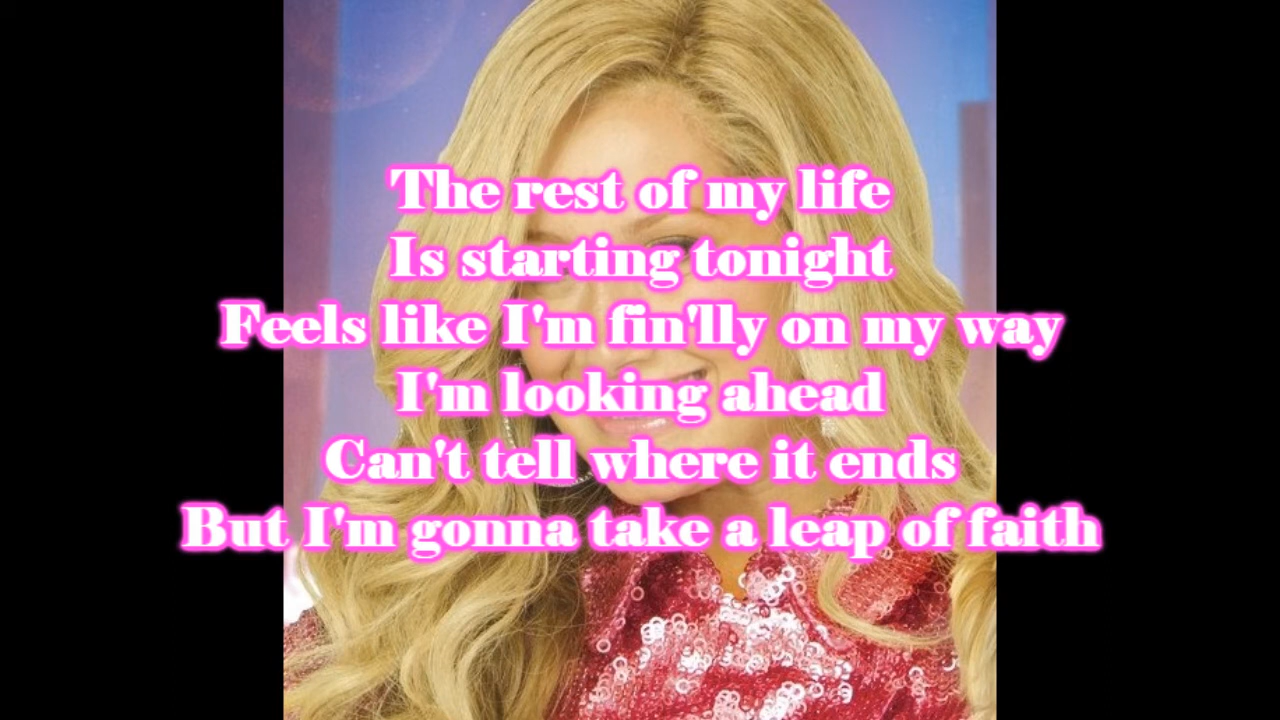 The rest of my life
Is starting tonight
Feels like I'm fin'lly on my way
I'm looking ahead
Can't tell where it ends
But I'm gonna take a leap of faith